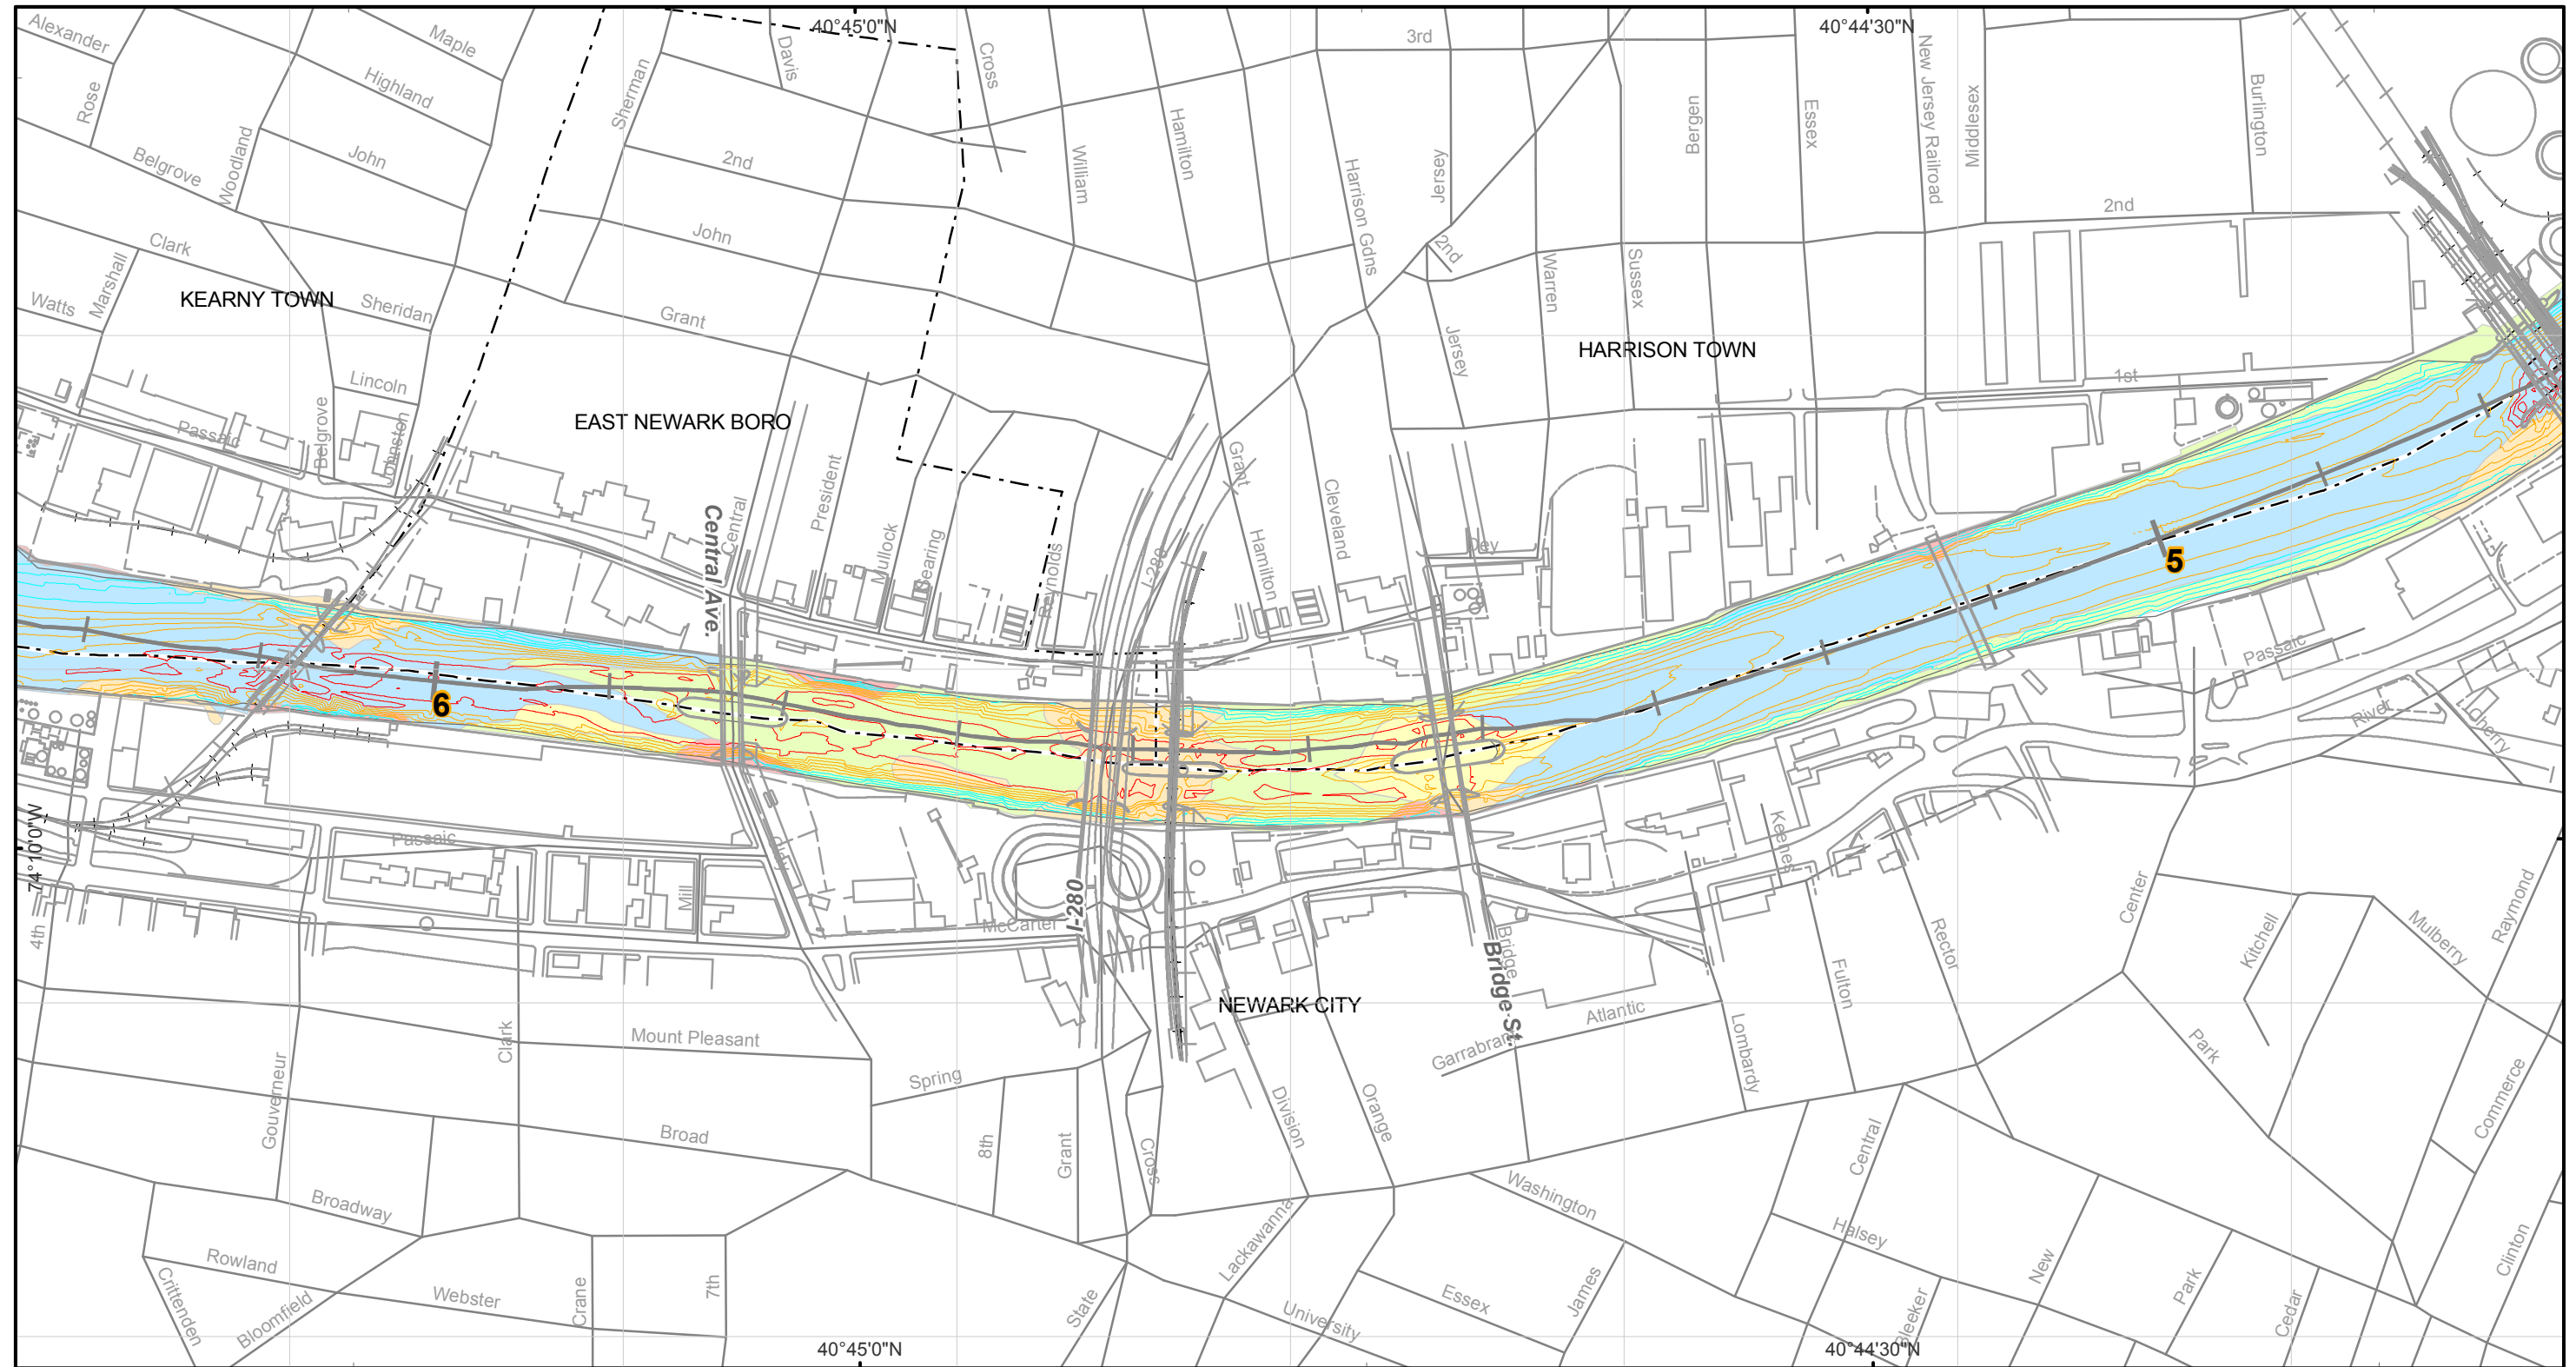 40°45'0"N
40°44'30"N
Alexander
Maple
Davis
Cross
3rd
New Jersey Railroad
Middlesex
Burlington
Rose
Highland
Sherman
Hamilton
Bergen
Essex
Belgrove
Woodland
John
2nd
William
Harrison Gdns
Jersey
2nd
Clark
John
2nd
Marshall
Watts
KEARNY TOWN
Sheridan
Grant
Warren
Sussex
HARRISON TOWN
Jersey
1st
Lincoln
EAST NEWARK BORO
Passaic
Belgrove
Johnston
President
Grant
Cleveland
Central Ave.
Central
Mullock
Searing
Reynolds
I-280
Hamilton
Dey
5
6
Passaic
River
Cherry
74°10'0"W
Passaic
Clay
Keenes
Mill
I-280
McCarter
4th
Bridge
Bridge St.
Rector
Center
Kitchell
Mulberry
Raymond
NEWARK CITY
Fulton
Clark
Mount Pleasant
Atlantic
Garrabrant
Lombardy
Park
Gouverneur
Spring
Division
Orange
Commerce
Broad
8th
Grant
Cross
Central
Broadway
Washington
Halsey
Rowland
Lackawanna
New
Clinton
Crittenden
Bloomfield
Webster
Crane
7th
State
University
Essex
James
Bleeker
Park
Cedar
40°45'0"N
40°44'30"N